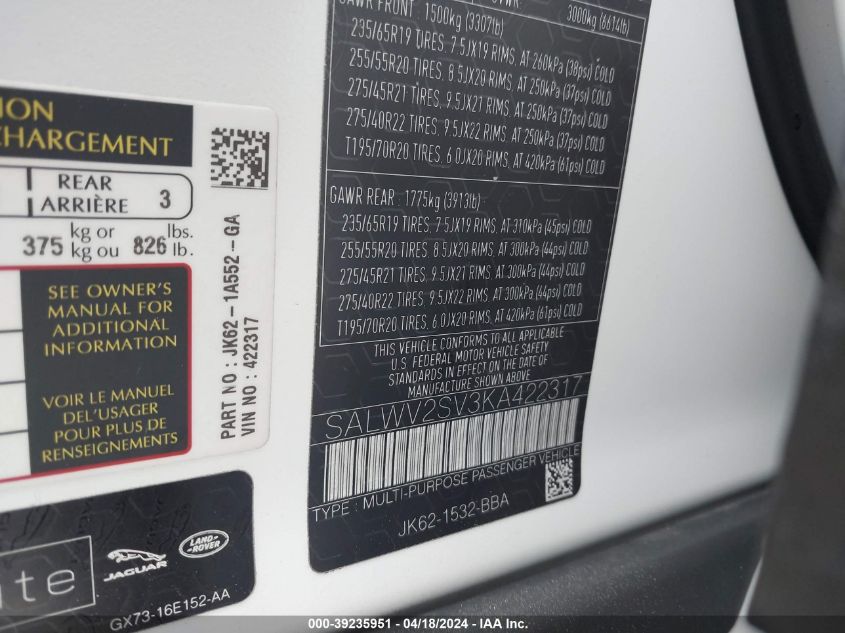 ION
CHARGEMENT
REAR
ARRIÈRE 3
375 kg or 826 lbs.
kg ou lb.
SEE OWNER'S
MANUAL FOR
ADDITIONAL
INFORMATION
VOIR LE MANUEL
DEL'USAGER
POUR PLUS DE
RENSEIGNEMENTS
PART NO : JK62-1A552-GA
VIN NO : 422317
JAGUAR
LAND-ROVER
GX73-16E152-AA
GAWR FRONT: 1500kg (3307lb)
3000kg (6614lb)
235/65R19 TIRES, 7.5JX19 RIMS, AT 260kPa (38psi) COLD
255/55R20 TIRES, 8.5JX20 RIMS, AT 250kPa (37psi) COLD
275/45R21 TIRES, 9.5JX21 RIMS, AT 250kPa (37psi) COLD
275/40R22 TIRES, 9.5JX22 RIMS, AT 250kPa (37psi) COLD
T195/70R20 TIRES, 6.0JX20 RIMS, AT 420kPa (61psi) COLD
GAWR REAR : 1775kg (3913lb)
235/65R19 TIRES, 7.5JX19 RIMS, AT 310kPa (45psi) COLD
255/55R20 TIRES, 8.5JX20 RIMS, AT 300kPa (44psi) COLD
275/45R21 TIRES, 9.5JX21 RIMS, AT 300kPa (44psi) COLD
275/40R22 TIRES, 9.5JX22 RIMS, AT 300kPa (44psi) COLD
T195/70R20 TIRES, 6.0JX20 RIMS, AT 420kPa (61psi) COLD
THIS VEHICLE CONFORMS TO ALL APPLICABLE
U.S. FEDERAL MOTOR VEHICLE SAFETY
STANDARDS IN EFFECT ON THE DATE OF
MANUFACTURE SHOWN ABOVE.
SALWV2SV3KA422317
TYPE : MULTI-PURPOSE PASSENGER VEHICLE
JK62-1532-BBA
000-39235951 - 04/18/2024 - IAA Inc.